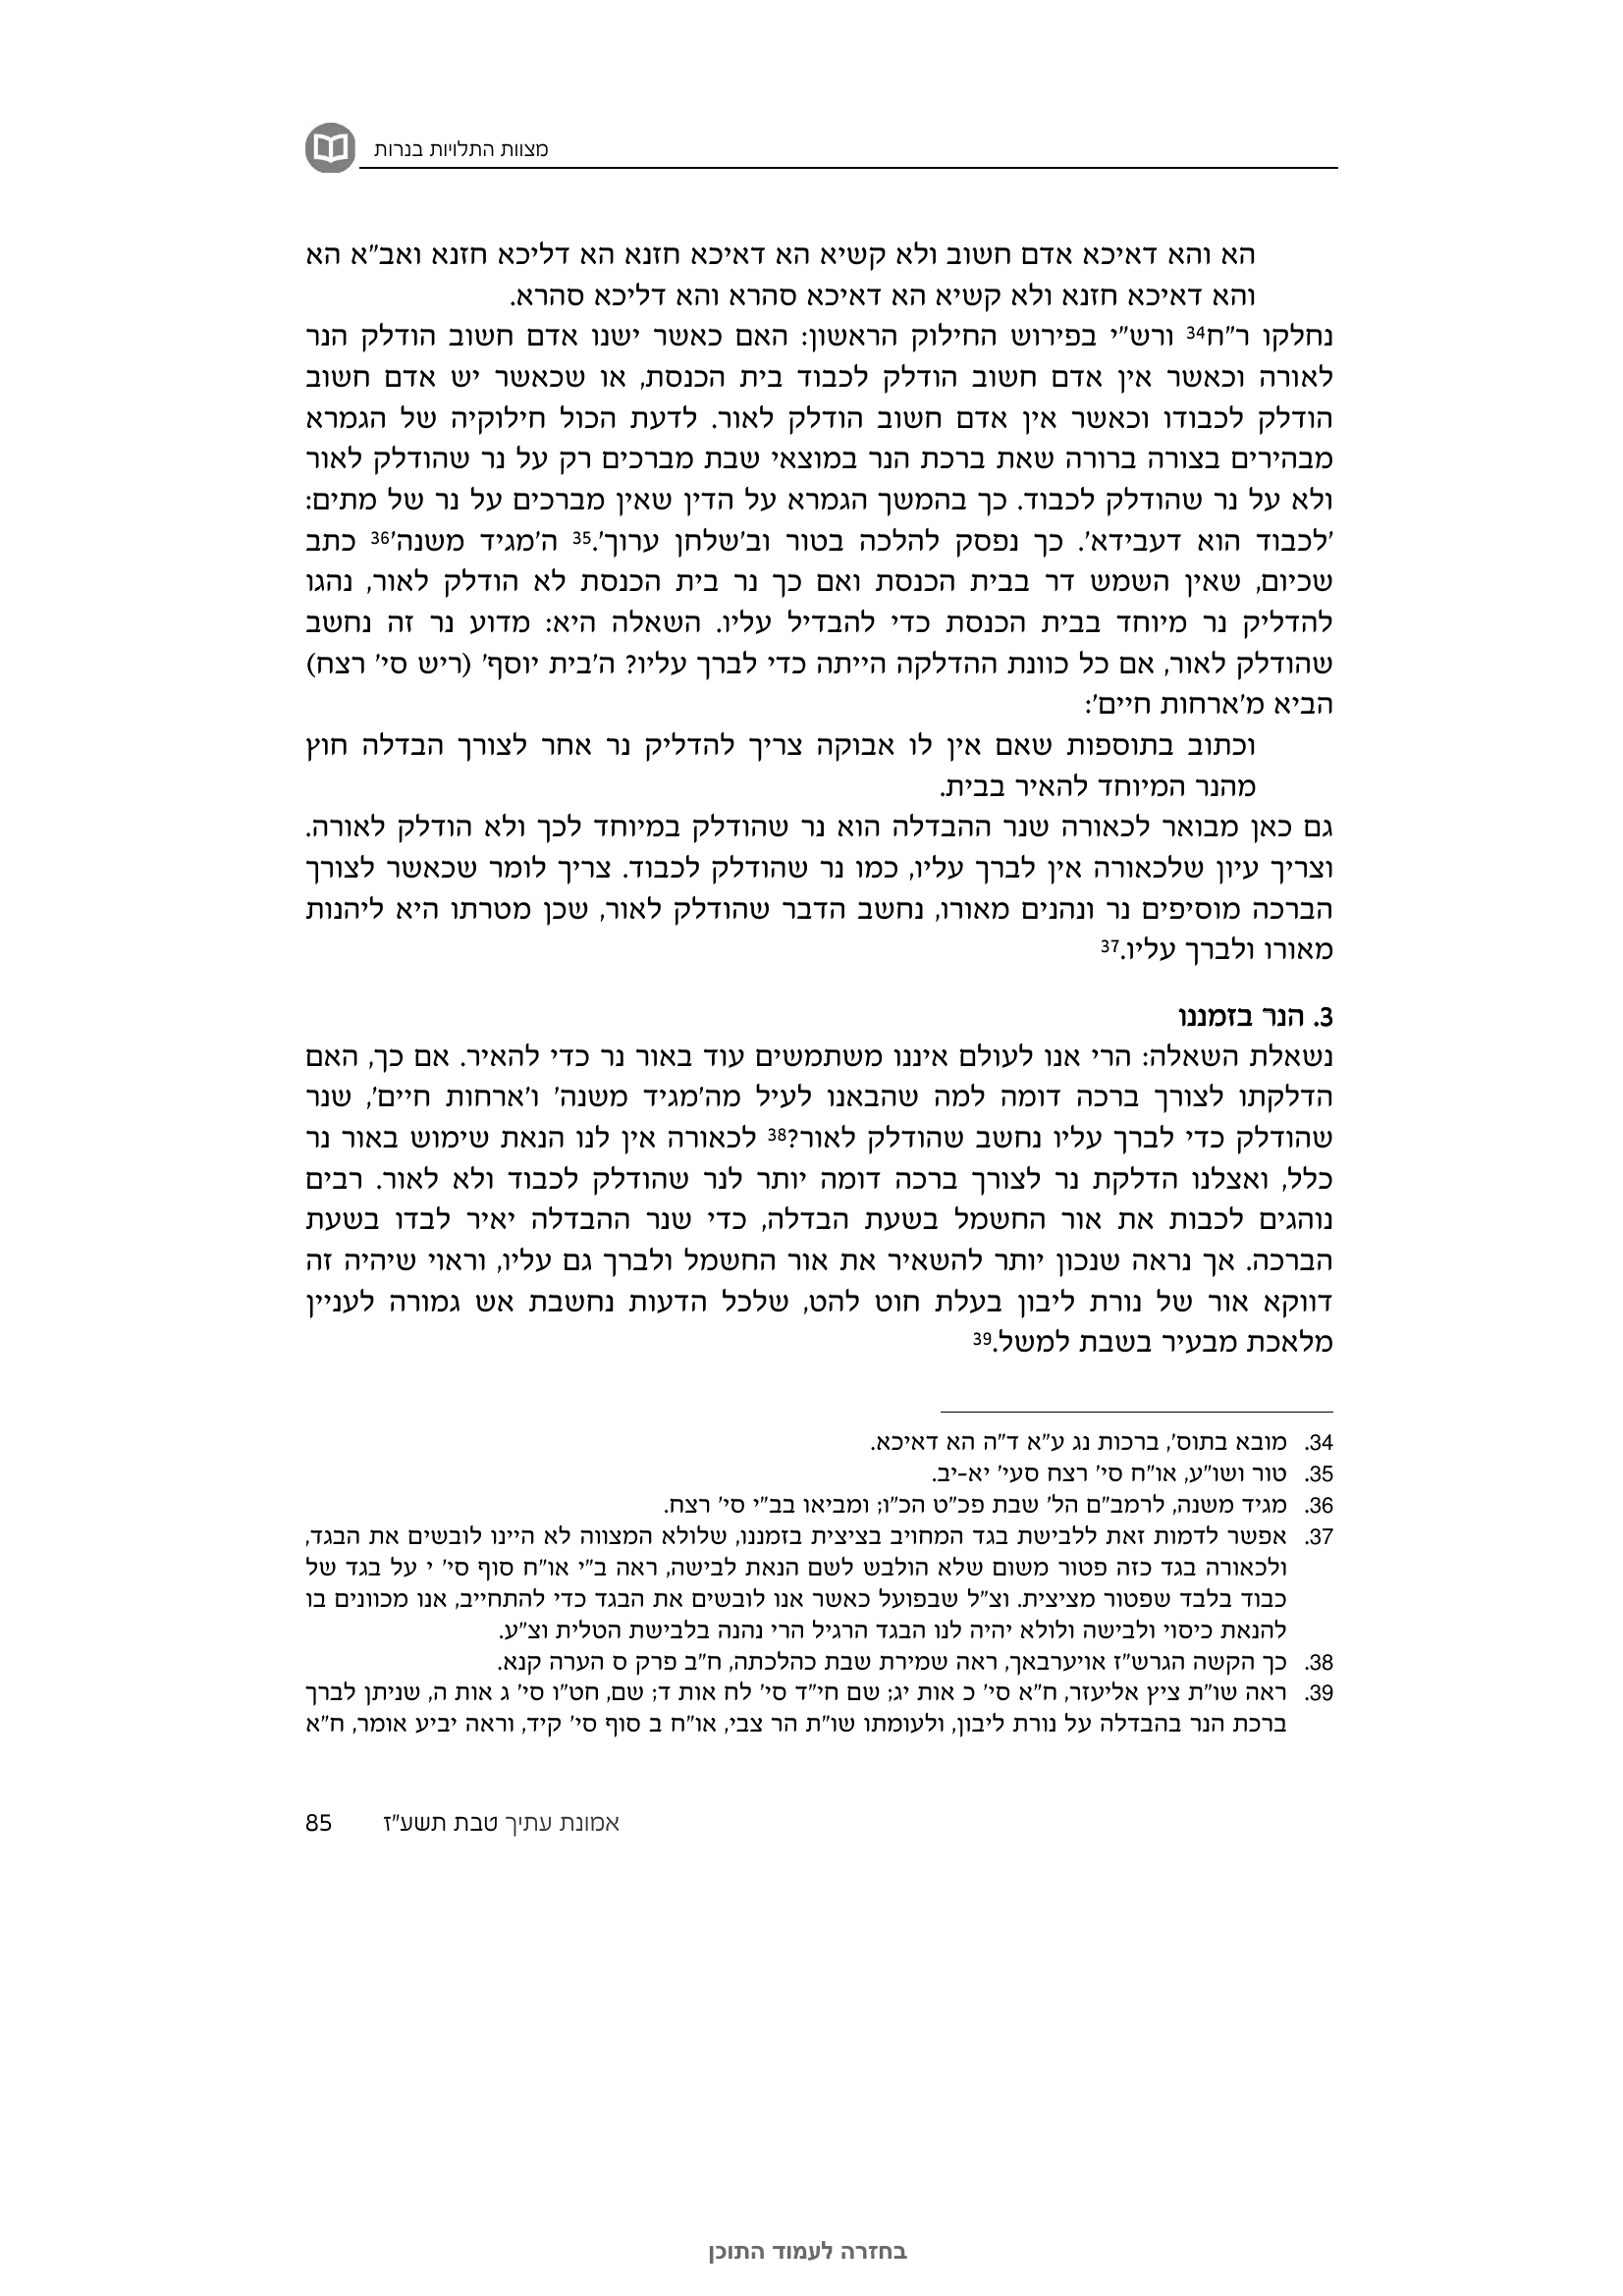 מצוות התלויות בנרות
הא והא דאיכא אדם חשוב ולא קשיא הא דאיכא חזנא הא דליכא חזנא ואב"א הא
והא דאיכא חזנא ולא קשיא הא דאיכא סהרא והא דליכא סהרא.
נחלקו ר"ח34 ורש"י בפירוש החילוק הראשון: האם כאשר ישנו אדם חשוב הודלק הנר
לאורה וכאשר אין אדם חשוב הודלק לכבוד בית הכנסת, או שכאשר יש אדם חשוב
הודלק לכבודו וכאשר אין אדם חשוב הודלק לאור. לדעת הכול חילוקיה של הגמרא
מבהירים בצורה ברורה שאת ברכת הנר במוצאי שבת מברכים רק על נר שהודלק לאור
ולא על נר שהודלק לכבוד. כך בהמשך הגמרא על הדין שאין מברכים על נר של מתים:
'לכבוד הוא דעבידא'. כך נפסק להלכה בטור וב'שלחן ערוך'.35 ה'מגיד משנה'36 כתב
שכיום, שאין השמש דר בבית הכנסת ואם כך נר בית הכנסת לא הודלק לאור, נהגו
להדליק נר מיוחד בבית הכנסת כדי להבדיל עליו. השאלה היא: מדוע נר זה נחשב
שהודלק לאור, אם כל כוונת ההדלקה הייתה כדי לברך עליו? ה'בית יוסף' (ריש סי' רצח)
הביא מ'ארחות חיים':
וכתוב בתוספות שאם אין לו אבוקה צריך להדליק נר אחר לצורך הבדלה חוץ
מהנר המיוחד להאיר בבית.
גם כאן מבואר לכאורה שנר ההבדלה הוא נר שהודלק במיוחד לכך ולא הודלק לאורה.
וצריך עיון שלכאורה אין לברך עליו, כמו נר שהודלק לכבוד. צריך לומר שכאשר לצורך
הברכה מוסיפים נר ונהנים מאורו, נחשב הדבר שהודלק לאור, שכן מטרתו היא ליהנות
מאורו ולברך עליו.37
3. הנר בזמננו
נשאלת השאלה: הרי אנו לעולם איננו משתמשים עוד באור נר כדי להאיר. אם כך, האם
הדלקתו לצורך ברכה דומה למה שהבאנו לעיל מה'מגיד משנה' ו'ארחות חיים', שנר
שהודלק כדי לברך עליו נחשב שהודלק לאור?38 לכאורה אין לנו הנאת שימוש באור נר
כלל, ואצלנו הדלקת נר לצורך ברכה דומה יותר לנר שהודלק לכבוד ולא לאור. רבים
נוהגים לכבות את אור החשמל בשעת הבדלה, כדי שנר ההבדלה יאיר לבדו בשעת
הברכה. אך נראה שנכון יותר להשאיר את אור החשמל ולברך גם עליו, וראוי שיהיה זה
דווקא אור של נורת ליבון בעלת חוט להט, שלכל הדעות נחשבת אש גמורה לעניין
מלאכת מבעיר בשבת למשל.39
34. מובא בתוס', ברכות נג ע"א ד"ה הא דאיכא.
35. טור ושו"ע, או"ח סי' רצח סעי' יא-יב.
36. מגיד משנה, לרמב"ם הל' שבת פכ"ט הכ"ו; ומביאו בב"י סי' רצח.
37. אפשר לדמות זאת ללבישת בגד המחויב בציצית בזמננו, שלולא המצווה לא היינו לובשים את הבגד,
ולכאורה בגד כזה פטור משום שלא הולבש לשם הנאת לבישה, ראה ב"י או"ח סוף סי' י על בגד של
כבוד בלבד שפטור מציצית. וצ"ל שבפועל כאשר אנו לובשים את הבגד כדי להתחייב, אנו מכוונים בו
להנאת כיסוי ולבישה ולולא יהיה לנו הבגד הרגיל הרי נהנה בלבישת הטלית וצ"ע.
38. כך הקשה הגרש"ז אויערבאך, ראה שמירת שבת כהלכתה, ח"ב פרק ס הערה קנא.
39. ראה שו"ת ציץ אליעזר, ח"א סי' כ אות יג; שם חי"ד סי' לח אות ד; שם, חט"ו סי' ג אות ה, שניתן לברך
ברכת הנר בהבדלה על נורת ליבון, ולעומתו שו"ת הר צבי, או"ח ב סוף סי' קיד, וראה יביע אומר, ח"א
אמונת עתיך טבת תשע"ז 85
בחזרה לעמוד התוכן